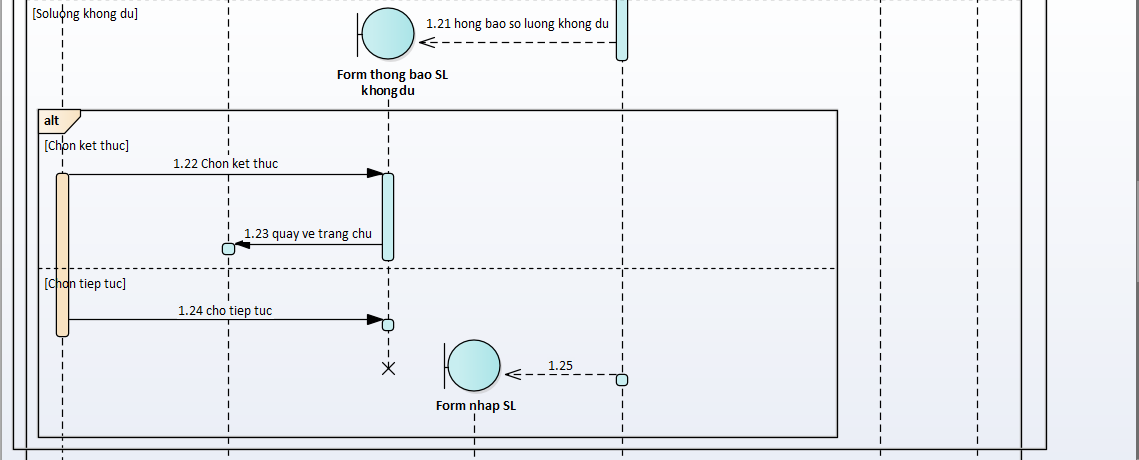 [Soluong khong du]
1.21 hong bao so luong khong du
Form thong bao SL
khong du
alt
[Chon ket thuc]
1.22 Chon ket thuc
1.23 quay ve trang chu
[Chon tiep tuc]
1.24 cho tiep tuc
1.25
Form nhap SL